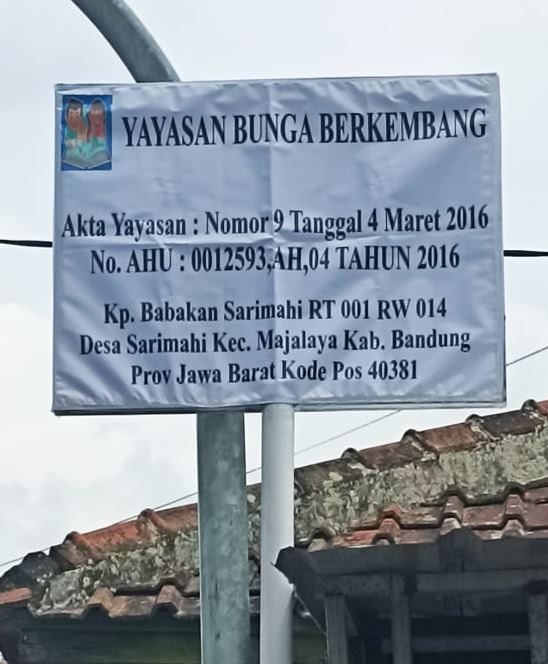 YAYASAN BUNGA BERKEMBANG
Akta Yayasan : Nomor 9 Tanggal 4 Maret 2016
No. AHU : 0012593,AH,04 TAHUN 2016
Kp. Babakan Sarimahi RT 001 RW 014
Desa Sarimahi Kec. Majalaya Kab. Bandung
Prov Jawa Barat Kode Pos 40381